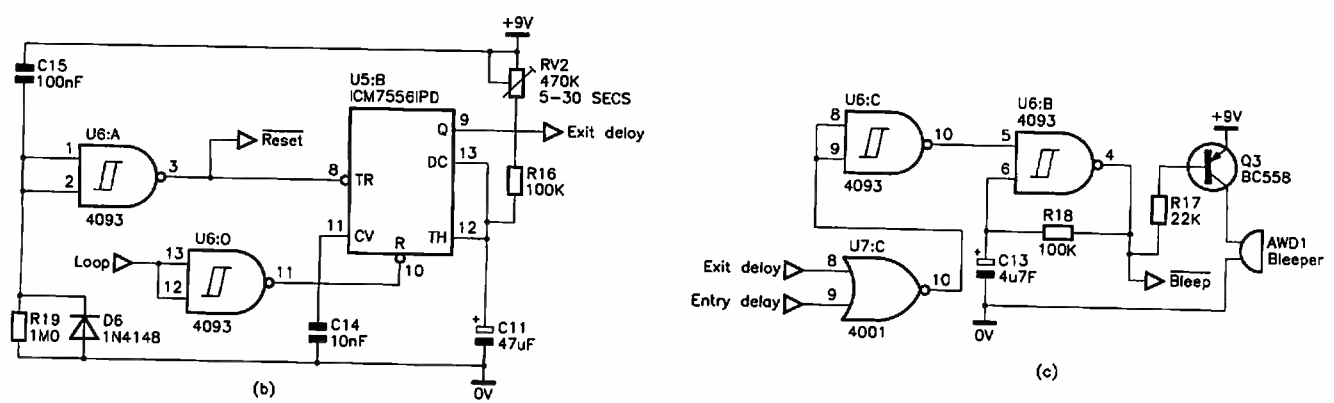 +9V
C15
100nF
U5:B
ICM7556IPD
RV2
470K
5-30 SECS
U6:A
1
2
3
4093
Reset
8
TR
Q
9
Exit deloy
DC
13
R16
100K
11
CV
TH
12
R
10
U6:O
Loop
13
12
11
4093
R19
1M0
D6
1N4148
C14
10nF
+
C11
47uF
0V
(b)
U6:C
8
9
10
4093
U6:B
4093
5
6
4
+9V
Q3
BC558
R17
22K
R18
100K
+
C13
4u7F
AWD1
Bleeper
Bleep
U7:C
Exit deloy
8
Entry delay
9
10
4001
0V
(c)